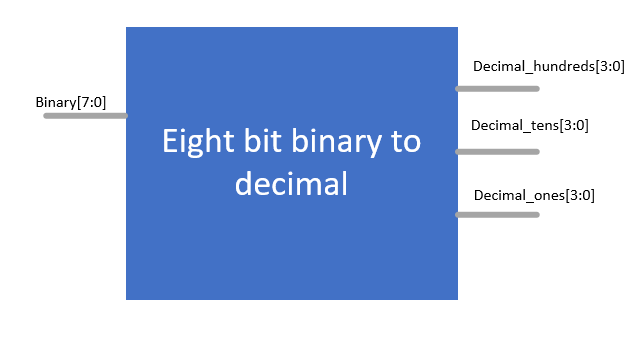 Decimal_hundreds[3:0]
Binary[7:0]
Decimal_tens[3:0]
Eight bit binary to
decimal
Decimal_ones[3:0]